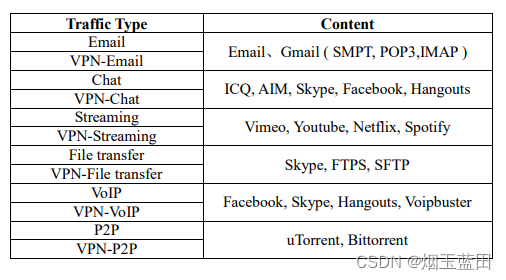 Traffic Type Content
Email
VPN-Email
Email、Gmail ( SMPT, POP3,IMAP )
Chat
VPN-Chat
ICQ, AIM, Skype, Facebook, Hangouts
Streaming
VPN-Streaming
Vimeo, Youtube, Netflix, Spotify
File transfer
VPN-File transfer
Skype, FTPS, SFTP
VoIP
VPN-VoIP
Facebook, Skype, Hangouts, Voipbuster
P2P
VPN-P2P
uTorrent, Bittorrent
CSDN @烟玉蓝田